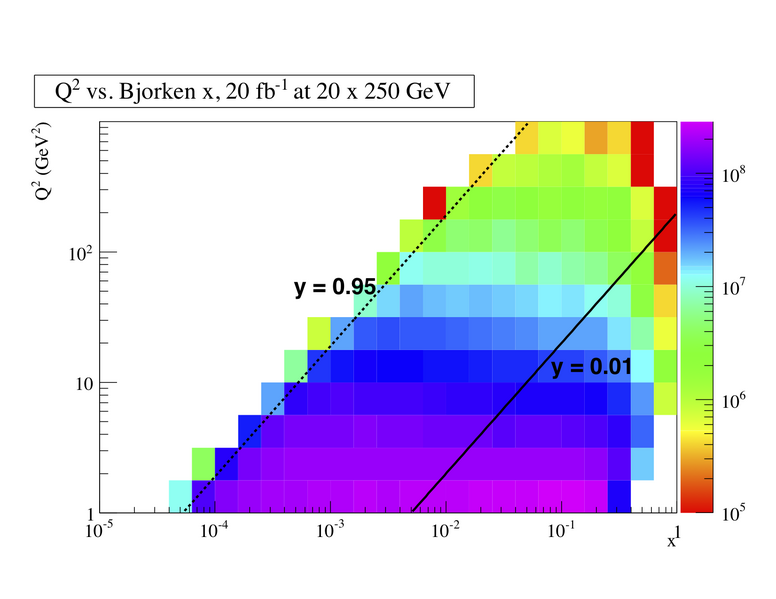 Q² vs. Bjorken x, 20 fb⁻¹ at 20 x 250 GeV
Q² (GeV²)
10²
10
1
y = 0.95
y = 0.01
10⁻⁵ 10⁻⁴ 10⁻³ 10⁻² 10⁻¹ 1
x
10⁸
10⁷
10⁶
10⁵